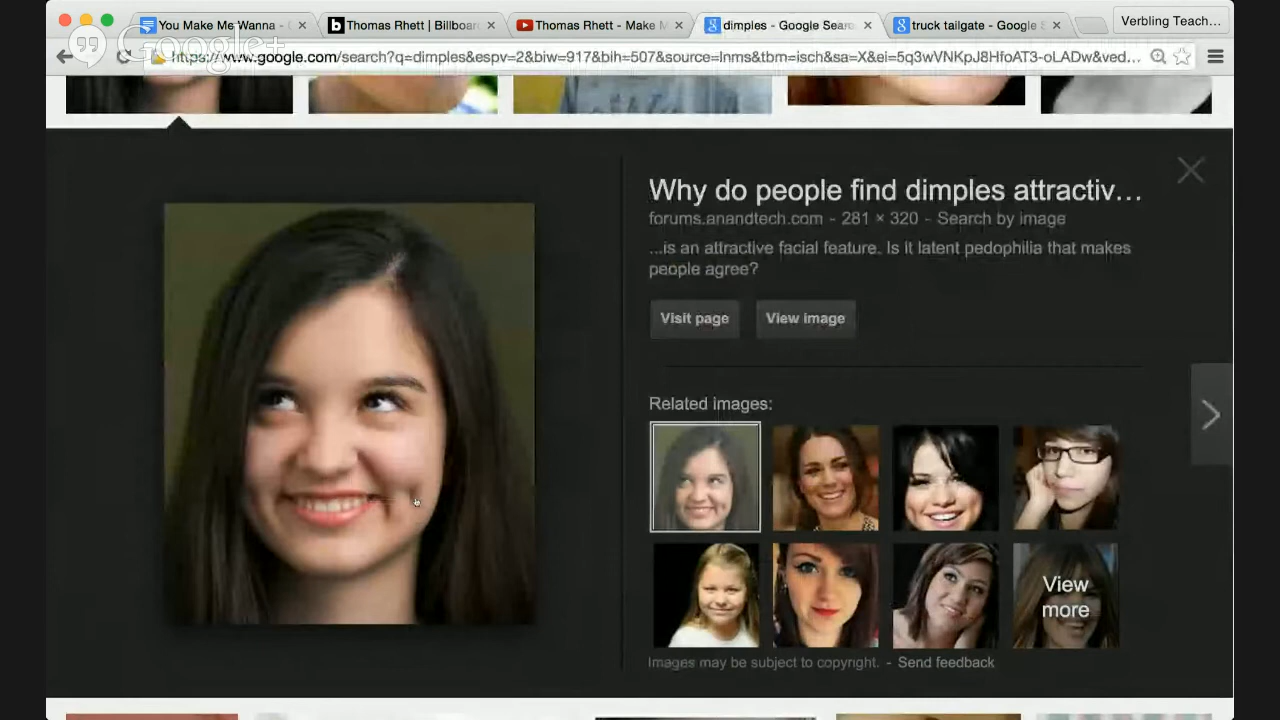 You Make Me Wanna -
Thomas Rhett | Billboar
Thomas Rhett - Make M
dimples - Google Searc
truck tailgate - Google S
Verbling Teach...
Google+
https://www.google.com/search?q=dimples&espv=2&biw=917&bih=507&source=lnms&tbm=isch&sa=X&ei=5q3wVNKpJ8HfoAT3-oLADw&ved...
Why do people find dimples attractiv...
forums.anandtech.com - 281 × 320 - Search by image
...is an attractive facial feature. Is it latent pedophilia that makes
people agree?
Visit page
View image
Related images:
View
more
Images may be subject to copyright. - Send feedback